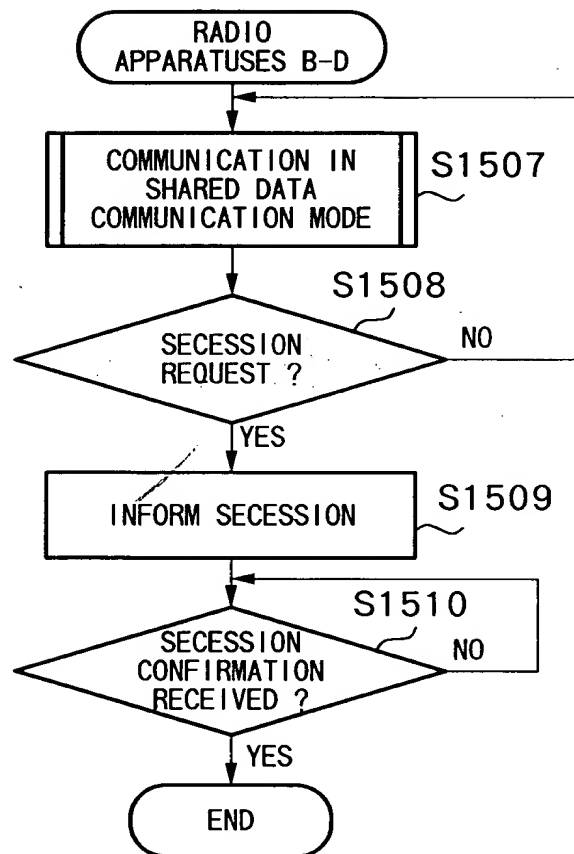 RADIO
APPARATUSES B-D
COMMUNICATION IN
SHARED DATA
COMMUNICATION MODE
S1507
S1508
SECESSION
REQUEST ?
NO
YES
INFORM SECESSION
S1509
S1510
SECESSION
CONFIRMATION
RECEIVED ?
NO
YES
END